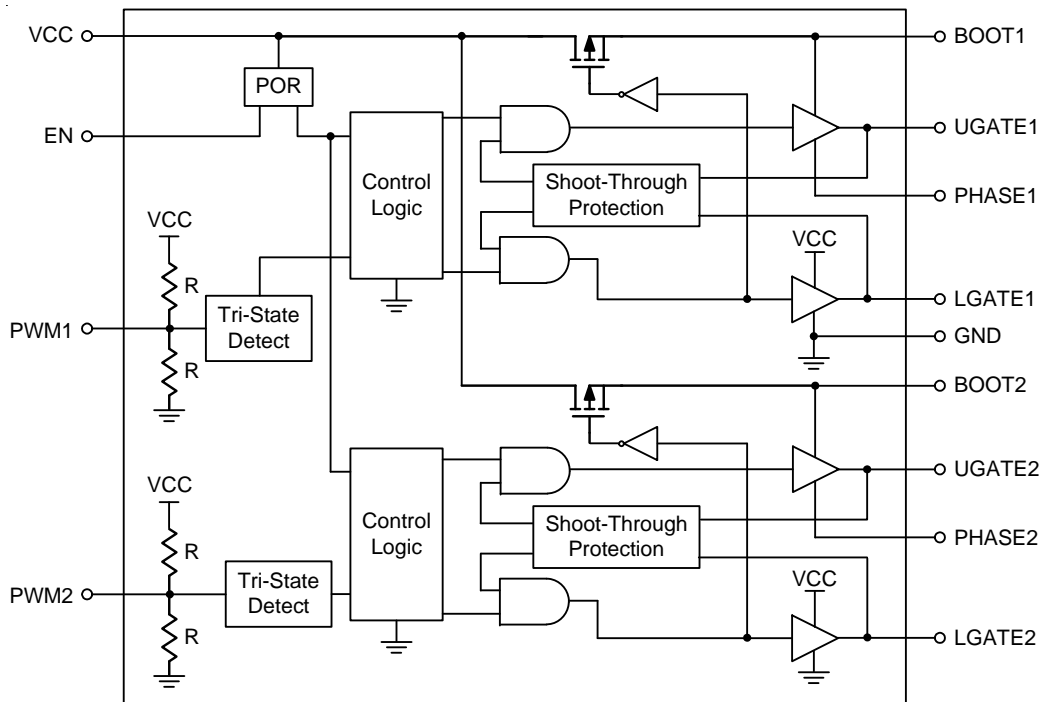 VCC
BOOT1
POR
EN
UGATE1
Control
Logic
Shoot-Through
Protection
PHASE1
VCC
VCC
R
Tri-State
Detect
LGATE1
PWM1
GND
R
BOOT2
UGATE2
VCC
Control
Logic
Shoot-Through
Protection
PHASE2
R
Tri-State
Detect
VCC
PWM2
R
LGATE2